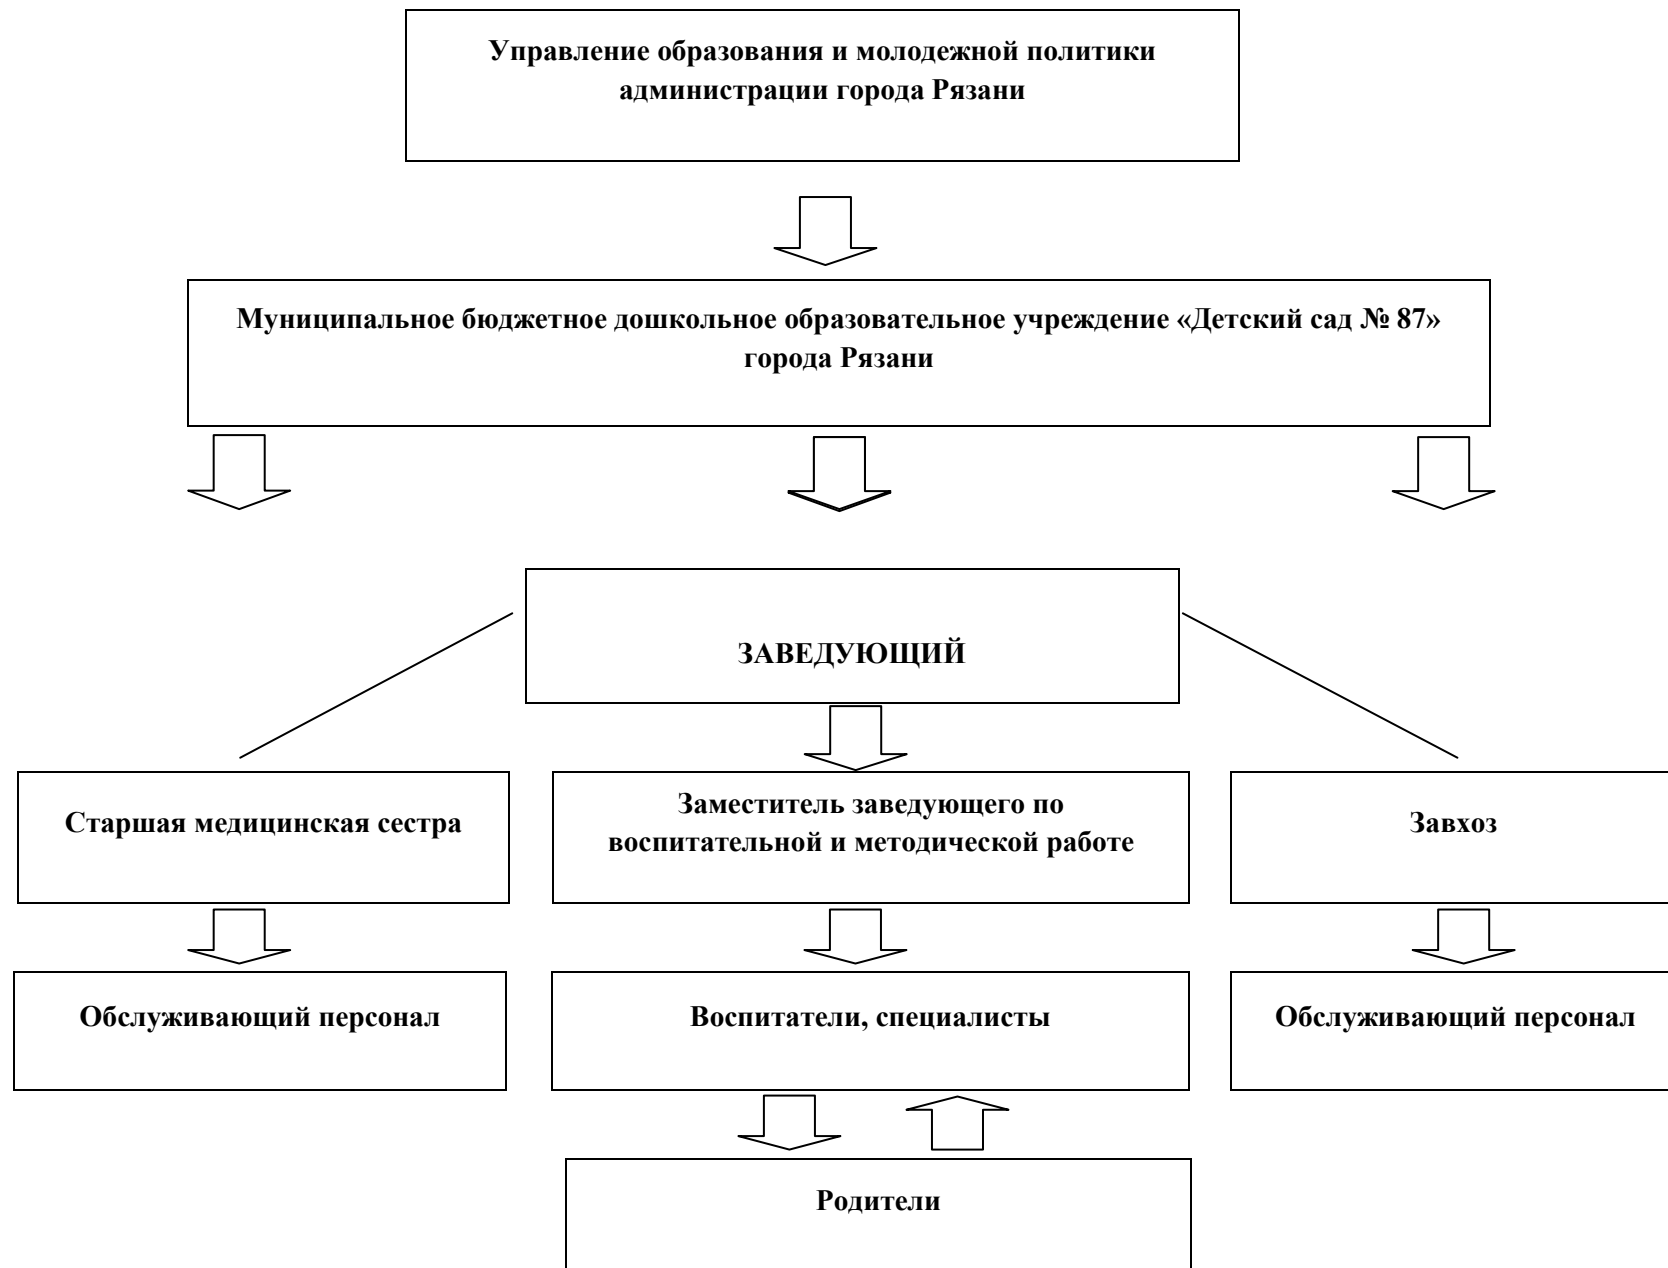 Управление образования и молодежной политики
администрации города Рязани
Муниципальное бюджетное дошкольное образовательное учреждение «Детский сад № 87»
города Рязани
ЗАВЕДУЮЩИЙ
Старшая медицинская сестра
Заместитель заведующего по
воспитательной и методической работе
Завхоз
Обслуживающий персонал
Воспитатели, специалисты
Обслуживающий персонал
Родители